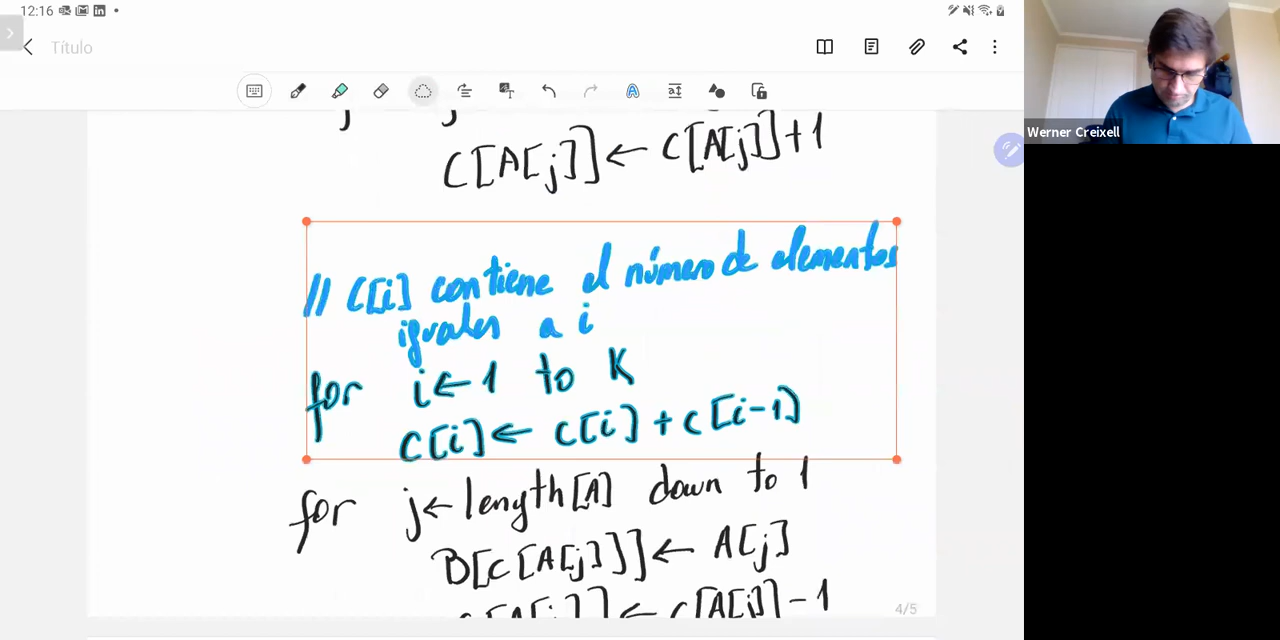 12:16
Título
Werner Creixell
C[A[j]] ← C[A[j]]+1
// C[i] contiene el número de elementos
iguales a i
for i ← 1 to K
C[i] ← C[i] + C[i-1]
for j ← length[A] down to 1
B[C[A[j]]] ← A[j]
C[A[j]] ← C[A[j]]-1
4/5